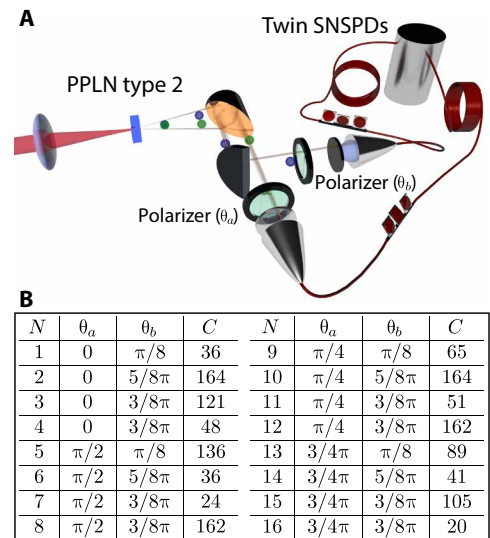 A
Twin SNSPDs
PPLN type 2
Polarizer (θb)
Polarizer (θa)
B
N θa θb C N θa θb C
1 0 π/8 36 9 π/4 π/8 65
2 0 5/8π 164 10 π/4 5/8π 164
3 0 3/8π 121 11 π/4 3/8π 51
4 0 3/8π 48 12 π/4 3/8π 162
5 π/2 π/8 136 13 3/4π π/8 89
6 π/2 5/8π 36 14 3/4π 5/8π 41
7 π/2 3/8π 24 15 3/4π 3/8π 105
8 π/2 3/8π 162 16 3/4π 3/8π 20